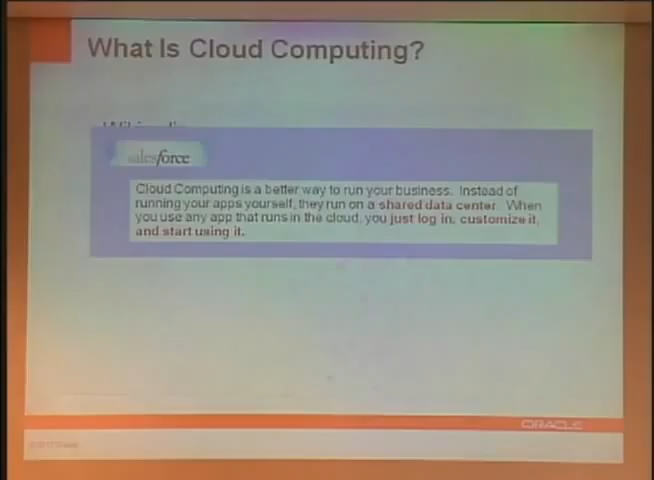 What Is Cloud Computing?
salesforce
Cloud Computing is a better way to run your business. Instead of
running your apps yourself, they run on a shared data center. When
you use any app that runs in the cloud, you just log in, customize it,
and start using it.
ORACLE